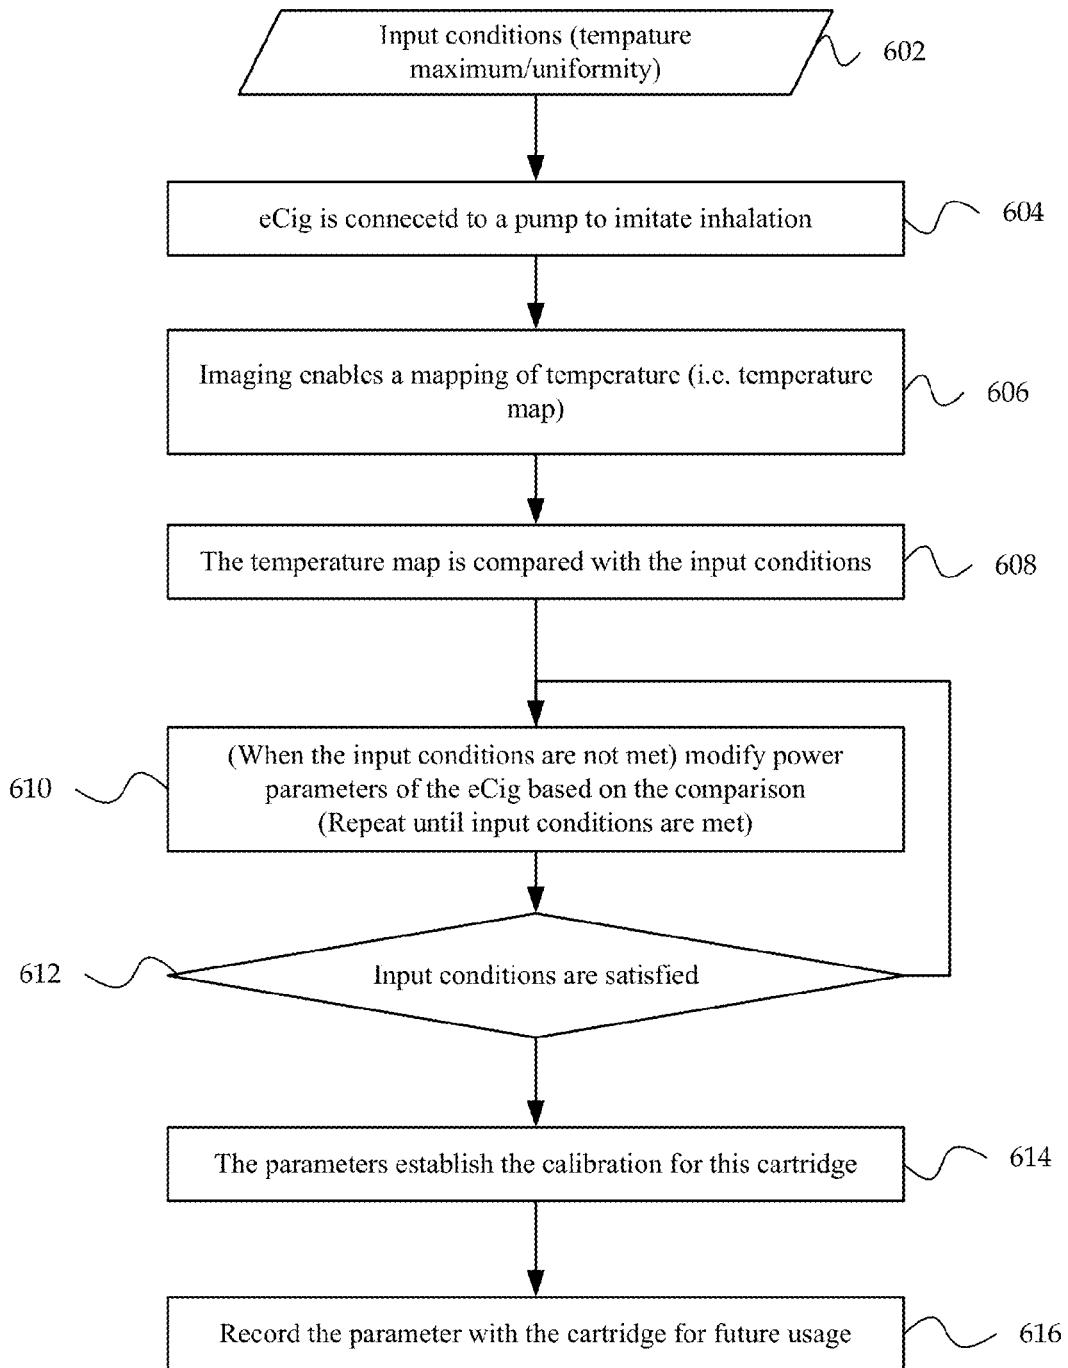 Input conditions (tempature
maximum/uniformity)
602
eCig is connecetd to a pump to imitate inhalation
604
Imaging enables a mapping of temperature (i.e. temperature
map)
606
The temperature map is compared with the input conditions
608
(When the input conditions are not met) modify power
parameters of the eCig based on the comparison
(Repeat until input conditions are met)
610
Input conditions are satisfied
612
The parameters establish the calibration for this cartridge
614
Record the parameter with the cartridge for future usage
616